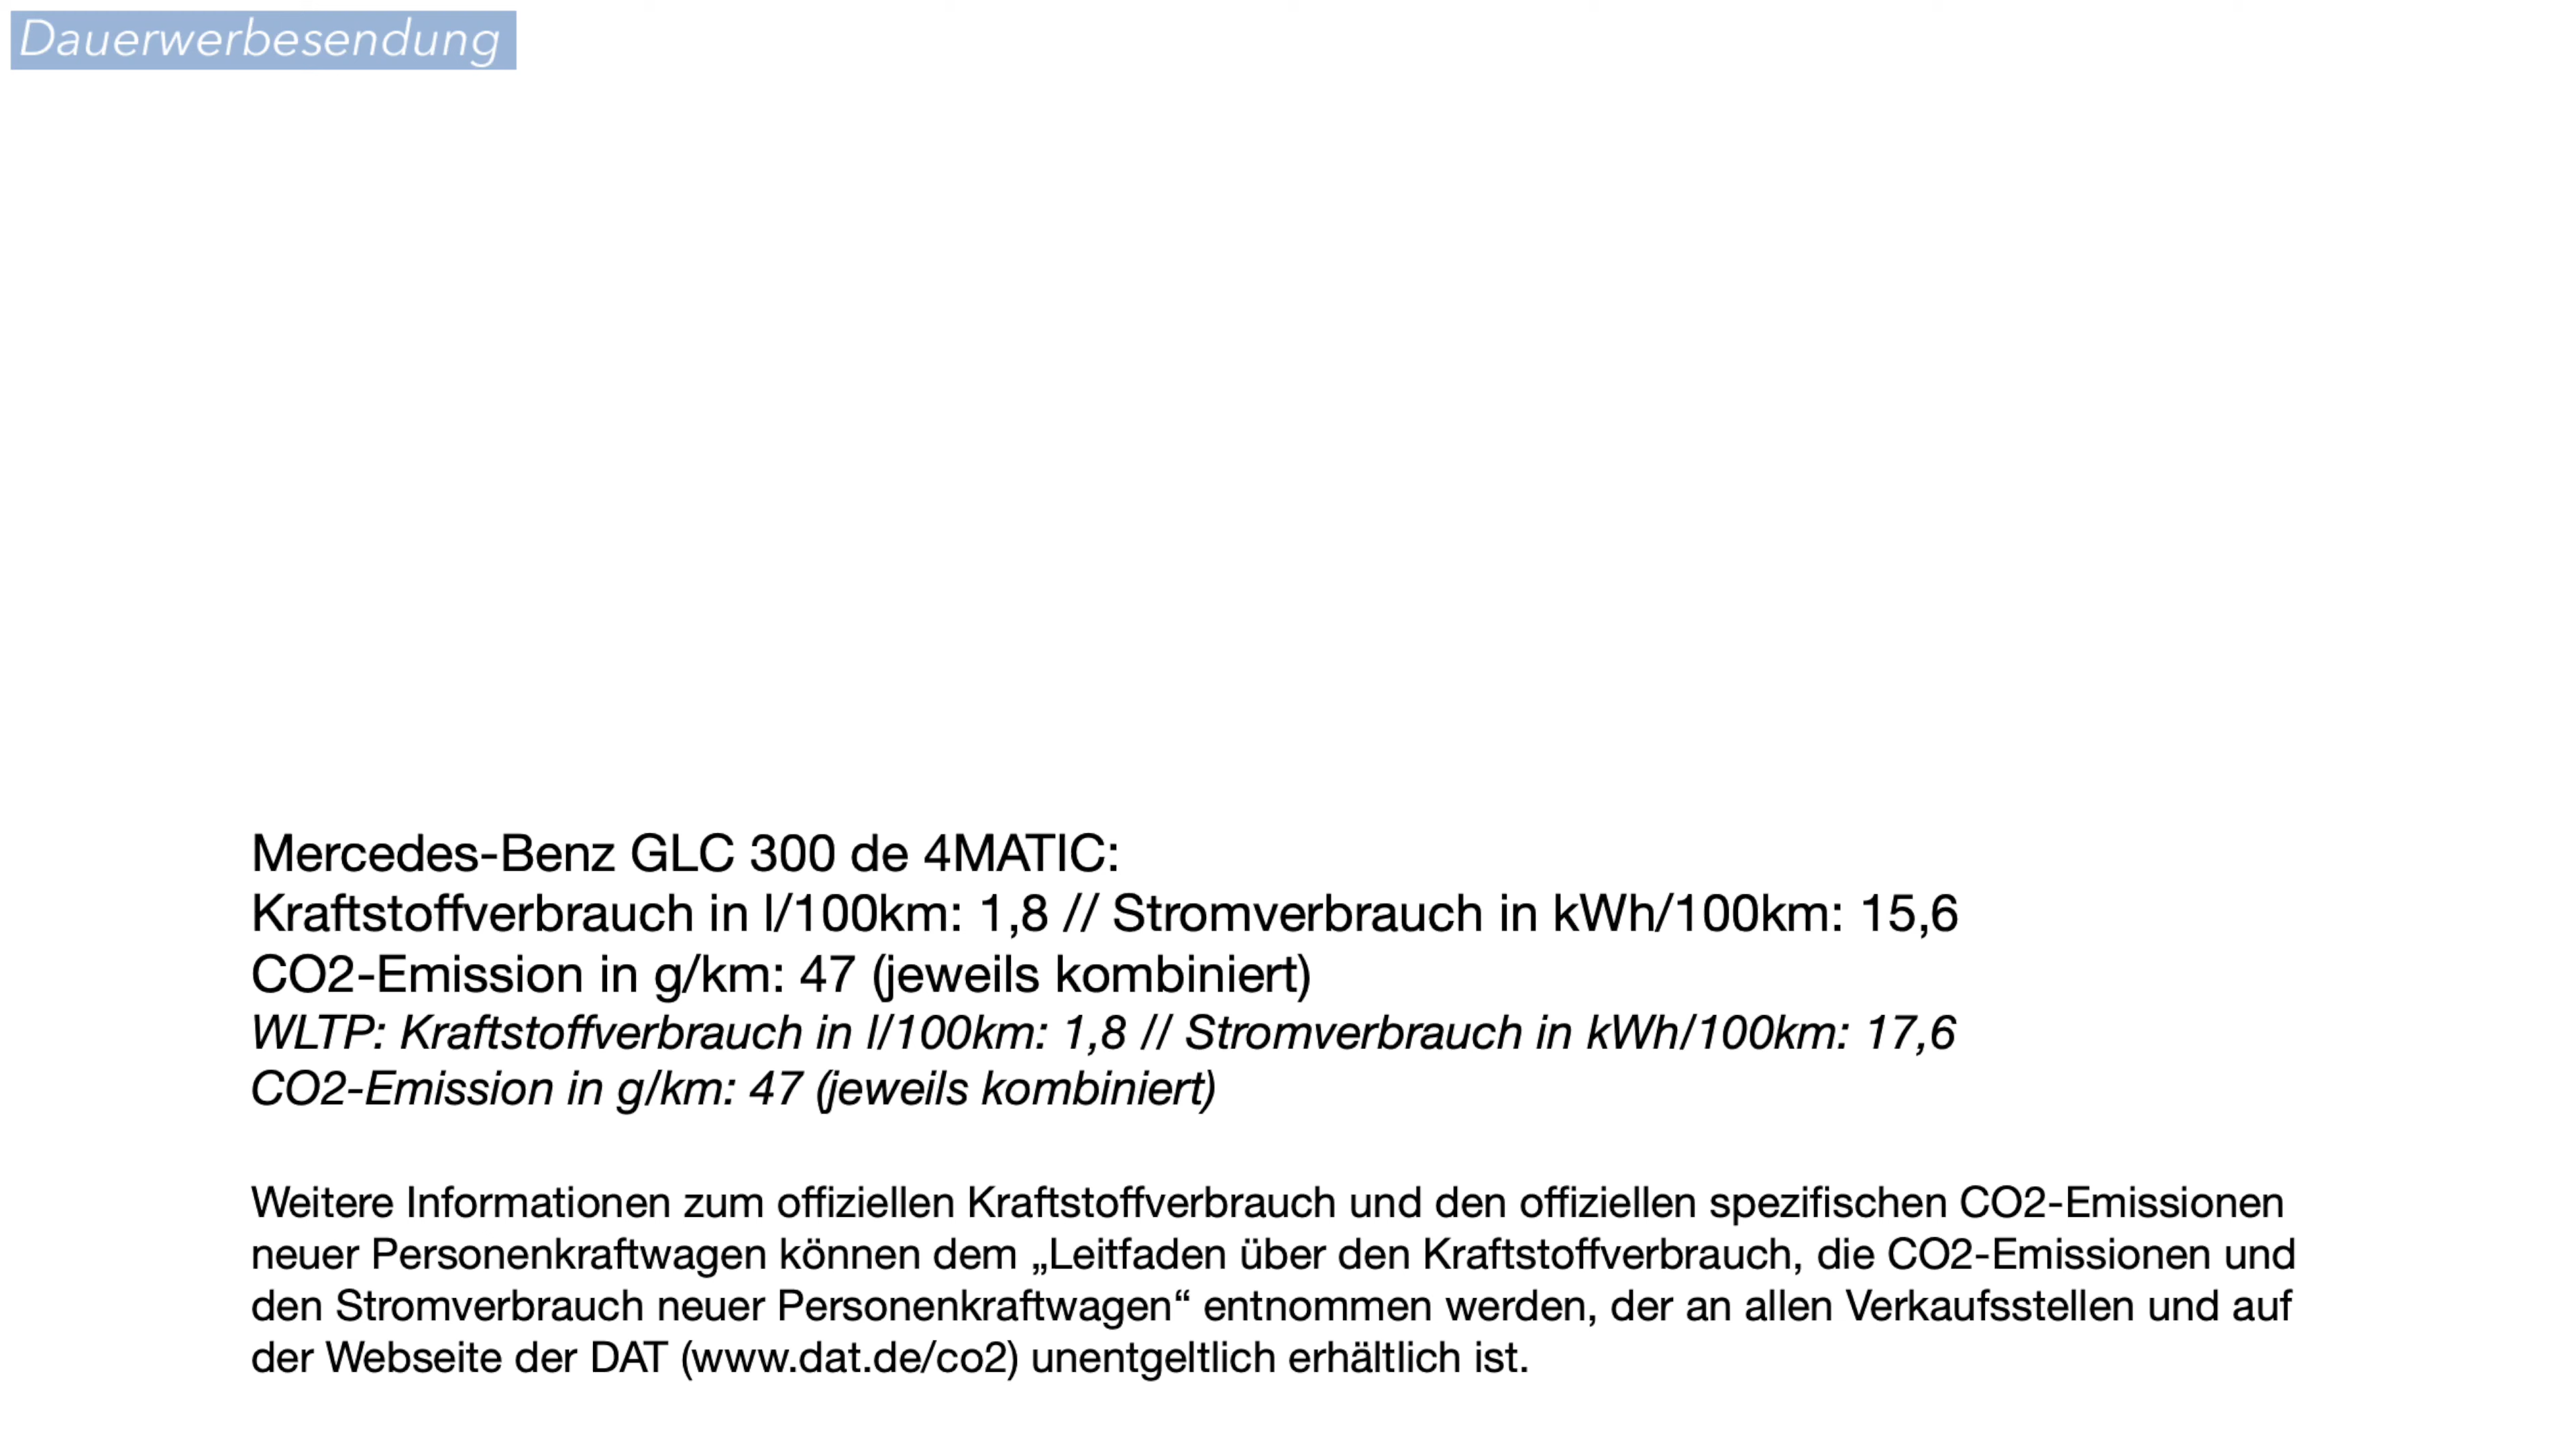 Dauerwerbesendung
Mercedes-Benz GLC 300 de 4MATIC:
Kraftstoffverbrauch in l/100km: 1,8 // Stromverbrauch in kWh/100km: 15,6
CO2-Emission in g/km: 47 (jeweils kombiniert)
WLTP: Kraftstoffverbrauch in l/100km: 1,8 // Stromverbrauch in kWh/100km: 17,6
CO2-Emission in g/km: 47 (jeweils kombiniert)
Weitere Informationen zum offiziellen Kraftstoffverbrauch und den offiziellen spezifischen CO2-Emissionen
neuer Personenkraftwagen können dem „Leitfaden über den Kraftstoffverbrauch, die CO2-Emissionen und
den Stromverbrauch neuer Personenkraftwagen“ entnommen werden, der an allen Verkaufsstellen und auf
der Webseite der DAT (www.dat.de/co2) unentgeltlich erhältlich ist.